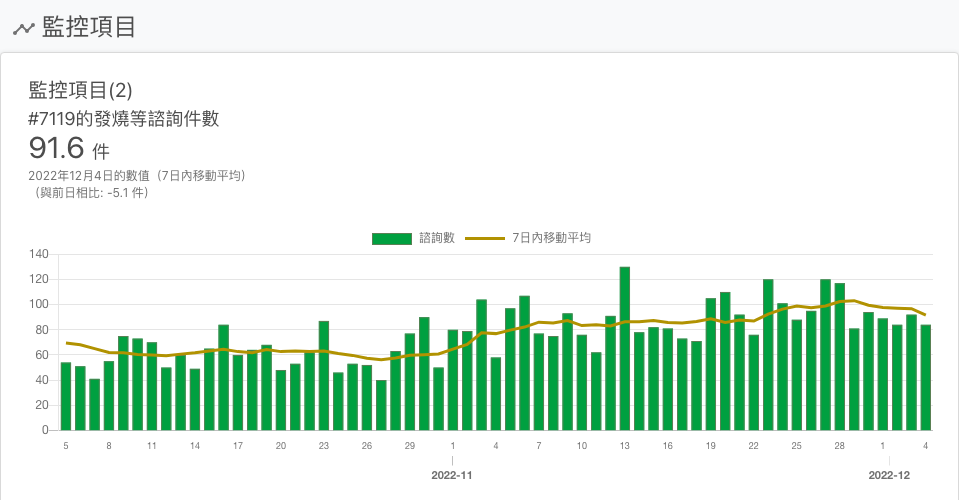 監控項目
監控項目(2)
#7119的發燒等諮詢件數
91.6 件
2022年12月4日的數值（7日內移動平均）
（與前日相比: -5.1 件）
諮詢數 7日內移動平均
140
120
100
80
60
40
20
0
5 8 11 14 17 20 23 26 29 1 4 7 10 13 16 19 22 25 28 1 4
2022-11 2022-12